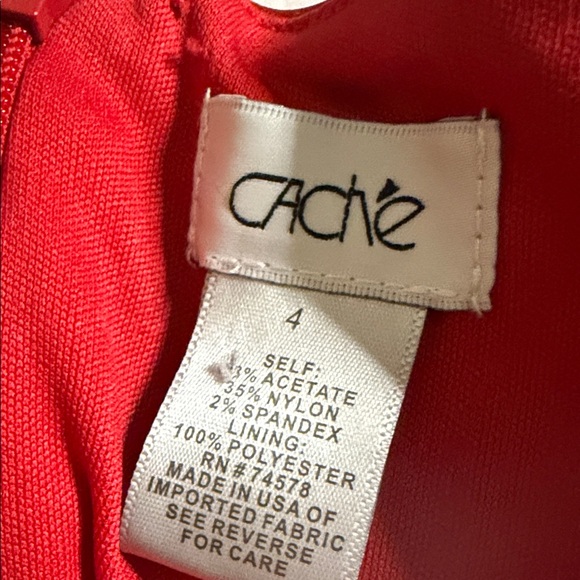 Caché
4
SELF:
3% ACETATE
35% NYLON
2% SPANDEX
LINING:
100% POLYESTER
RN # 74578
MADE IN USA OF
IMPORTED FABRIC
SEE REVERSE
FOR CARE